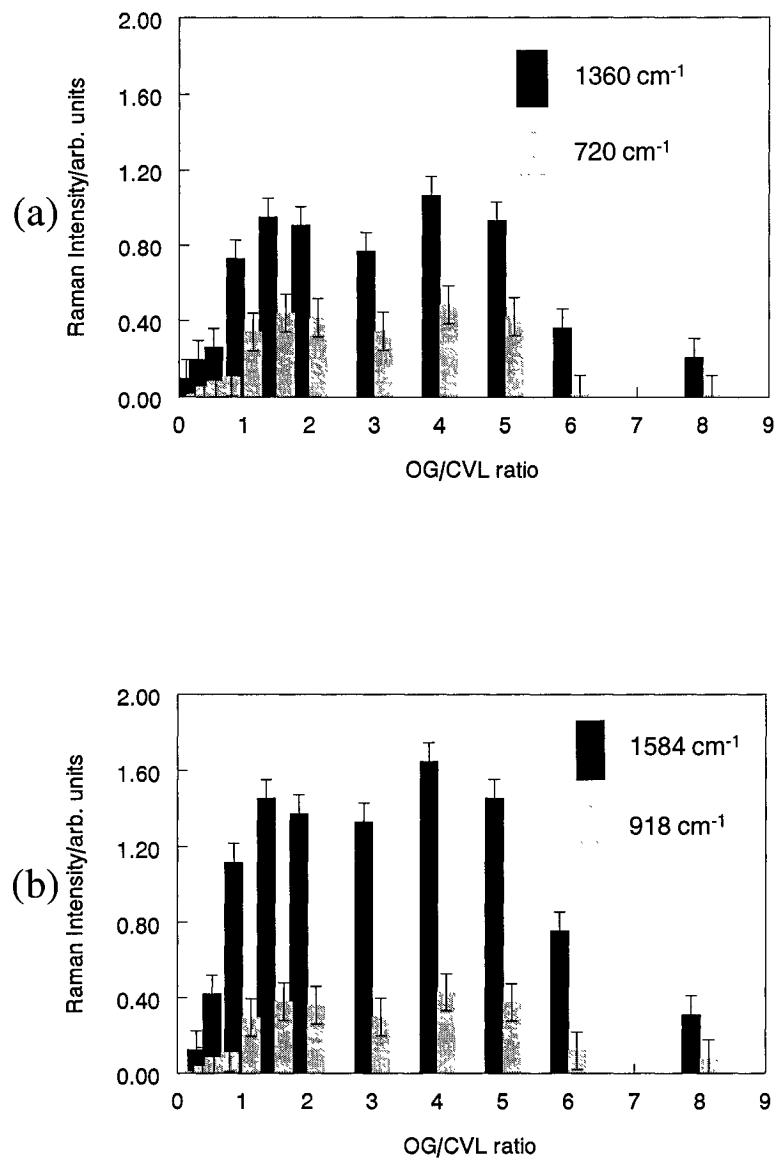 (a)
Raman Intensity/arb. units
2.00
1.60
1.20
0.80
0.40
0.00
1360 cm⁻¹
720 cm⁻¹
0 1 2 3 4 5 6 7 8 9
OG/CVL ratio
(b)
Raman Intensity/arb. units
2.00
1.60
1.20
0.80
0.40
0.00
1584 cm⁻¹
918 cm⁻¹
0 1 2 3 4 5 6 7 8 9
OG/CVL ratio